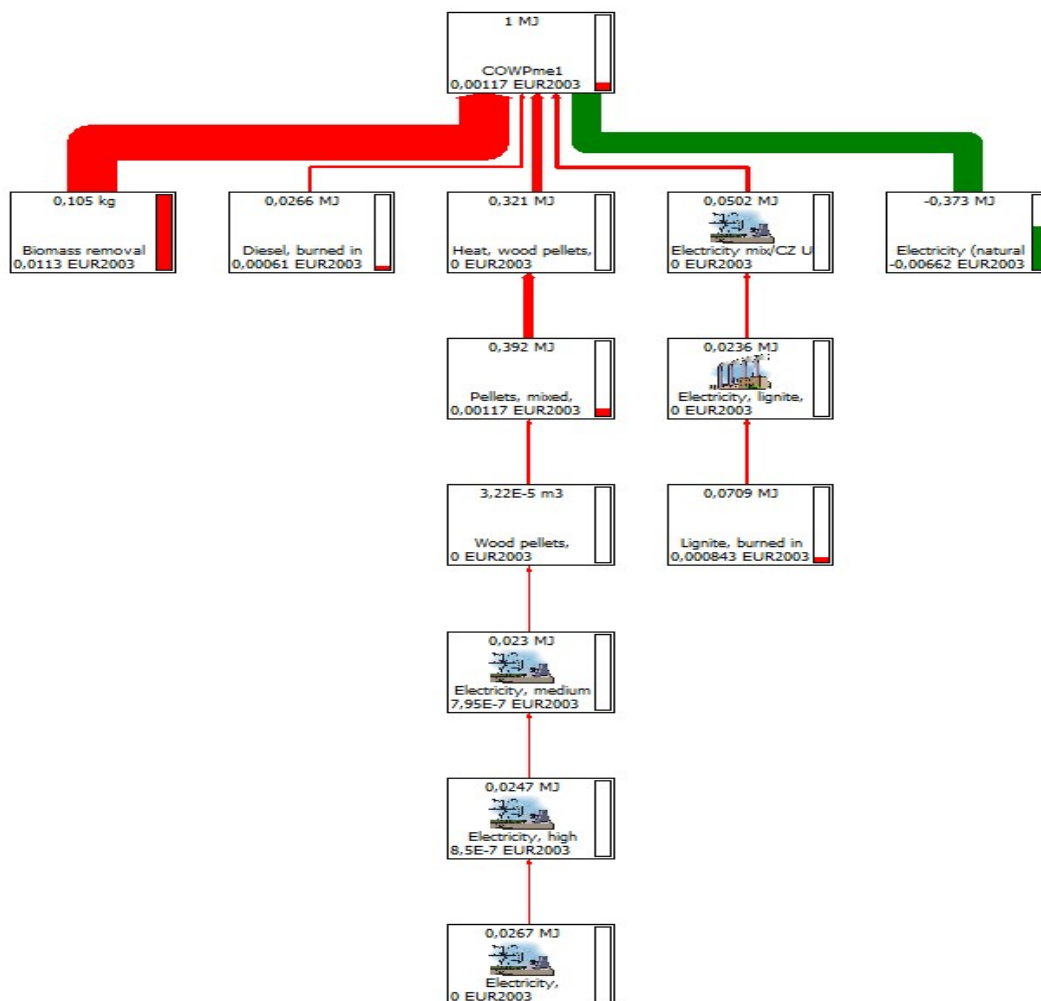 1 MJ
COWPme1
0,00117 EUR2003
0,105 kg
Biomass removal
0,0113 EUR2003
0,0266 MJ
Diesel, burned in
0,00061 EUR2003
0,321 MJ
Heat, wood pellets,
0 EUR2003
0,0502 MJ
Electricity mix/CZ U
0 EUR2003
-0,373 MJ
Electricity (natural
-0,00662 EUR2003
0,392 MJ
Pellets, mixed,
0,00117 EUR2003
0,0236 MJ
Electricity, lignite,
0 EUR2003
3,22E-5 m3
Wood pellets,
0 EUR2003
0,0709 MJ
Lignite, burned in
0,000843 EUR2003
0,023 MJ
Electricity, medium
7,95E-7 EUR2003
0,0247 MJ
Electricity, high
8,5E-7 EUR2003
0,0267 MJ
Electricity,
0 EUR2003